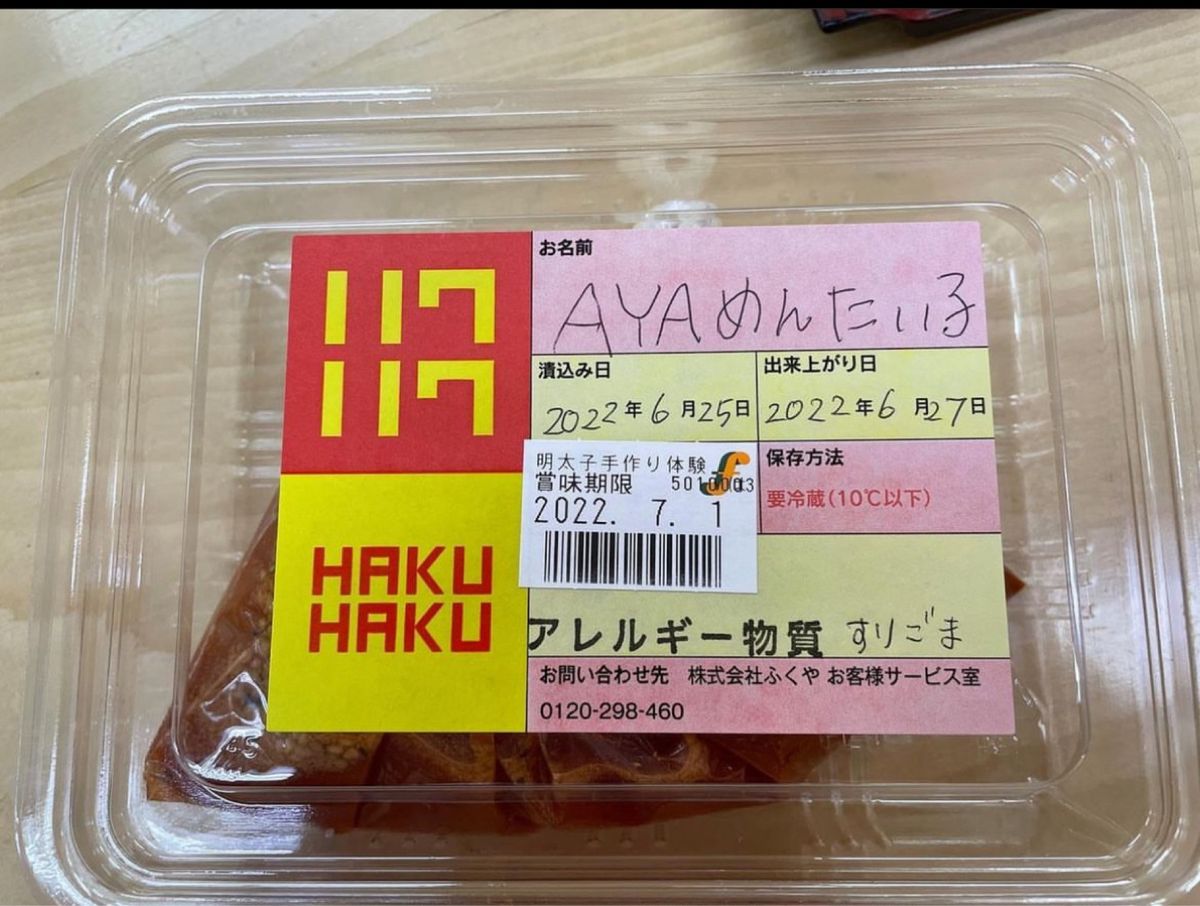 ハク
ハク
HAKU
HAKU
お名前
AYAめんたい子
漬込み日
2022年6月25日
出来上がり日
2022年6月27日
明太子手作り体験
賞味期限
2022. 7. 1
保存方法
要冷蔵(10℃以下)
アレルギー物質 すりごま
お問い合わせ先 株式会社ふくや お客様サービス室
0120-298-460